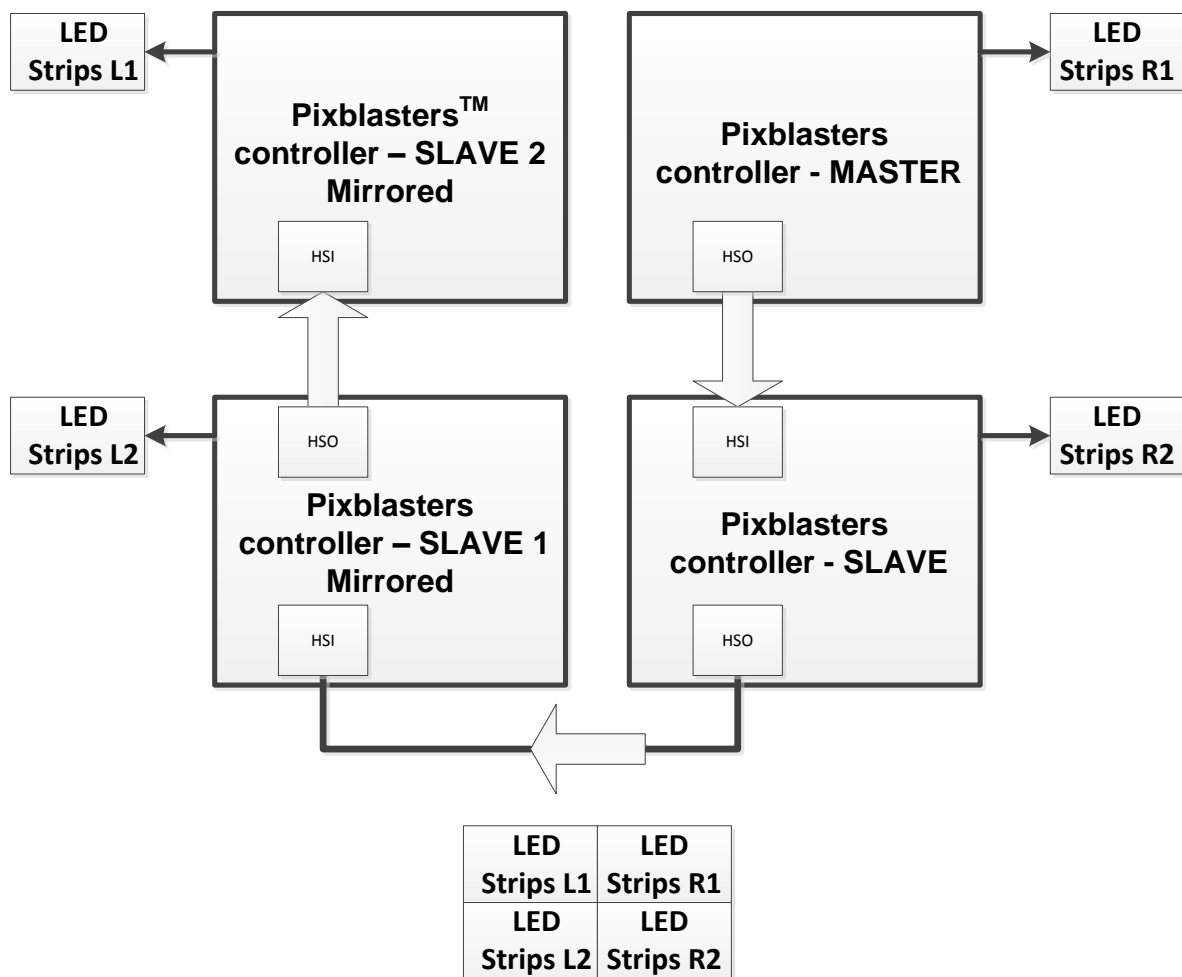 LED
Strips L1
Pixblasters™
controller – SLAVE 2
Mirrored
HSI
Pixblasters
controller - MASTER
HSO
LED
Strips R1
LED
Strips L2
HSO
Pixblasters
controller – SLAVE 1
Mirrored
HSI
HSI
Pixblasters
controller - SLAVE
HSO
LED
Strips R2
LED
Strips L1
LED
Strips R1
LED
Strips L2
LED
Strips R2